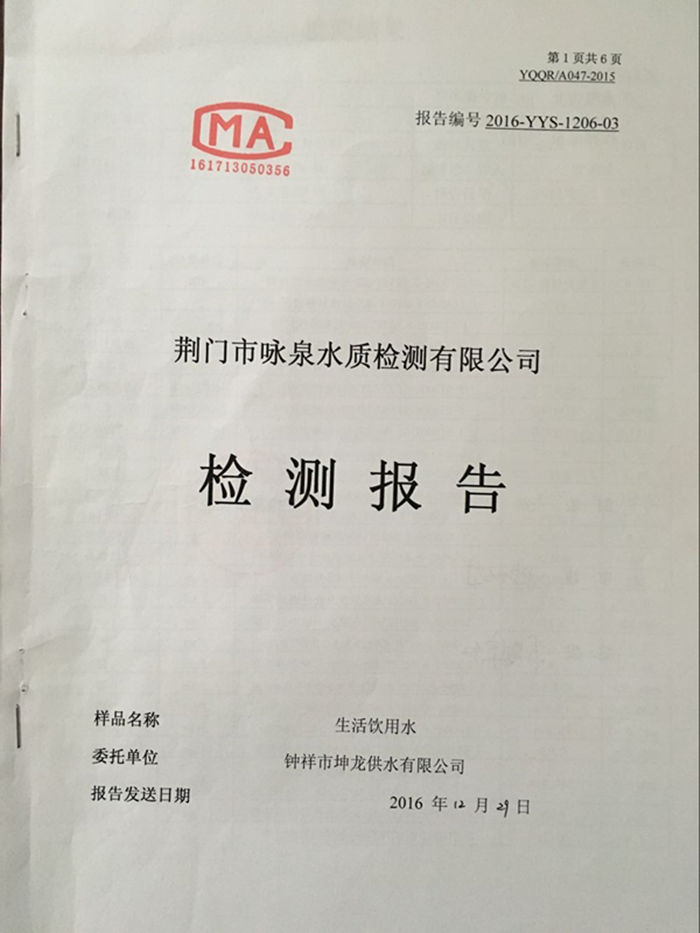 第1页共6页
YQQR/A047-2015
报告编号 2016-YYS-1206-03
MAC
161713050356
荆门市咏泉水质检测有限公司
检测报告
样品名称 生活饮用水
委托单位 钟祥市坤龙供水有限公司
报告发送日期 2016 年 12 月 29 日